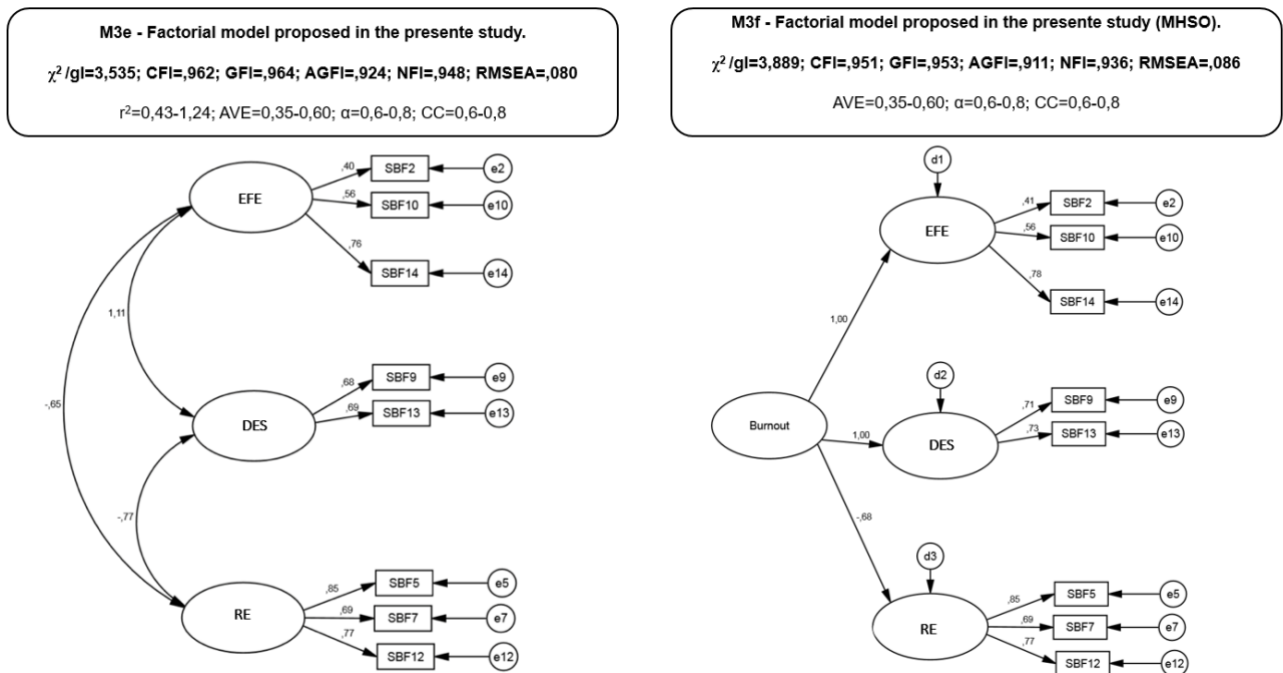 M3e - Factorial model proposed in the presente study.
χ²/gl=3,535; CFI=,962; GFI=,964; AGFI=,924; NFI=,948; RMSEA=,080
r²=0,43-1,24; AVE=0,35-0,60; α=0,6-0,8; CC=0,6-0,8
EFE
,40
SBF2
e2
,56
SBF10
e10
,76
SBF14
e14
1,11
-,65
DES
,68
SBF9
e9
,69
SBF13
e13
-,77
RE
,85
SBF5
e5
,69
SBF7
e7
,77
SBF12
e12
M3f - Factorial model proposed in the presente study (MHSO).
χ²/gl=3,889; CFI=,951; GFI=,953; AGFI=,911; NFI=,936; RMSEA=,086
AVE=0,35-0,60; α=0,6-0,8; CC=0,6-0,8
d1
EFE
,41
SBF2
e2
,56
SBF10
e10
,78
SBF14
e14
1,00
d2
Burnout
1,00
DES
,71
SBF9
e9
,73
SBF13
e13
-,68
d3
RE
,85
SBF5
e5
,69
SBF7
e7
,77
SBF12
e12